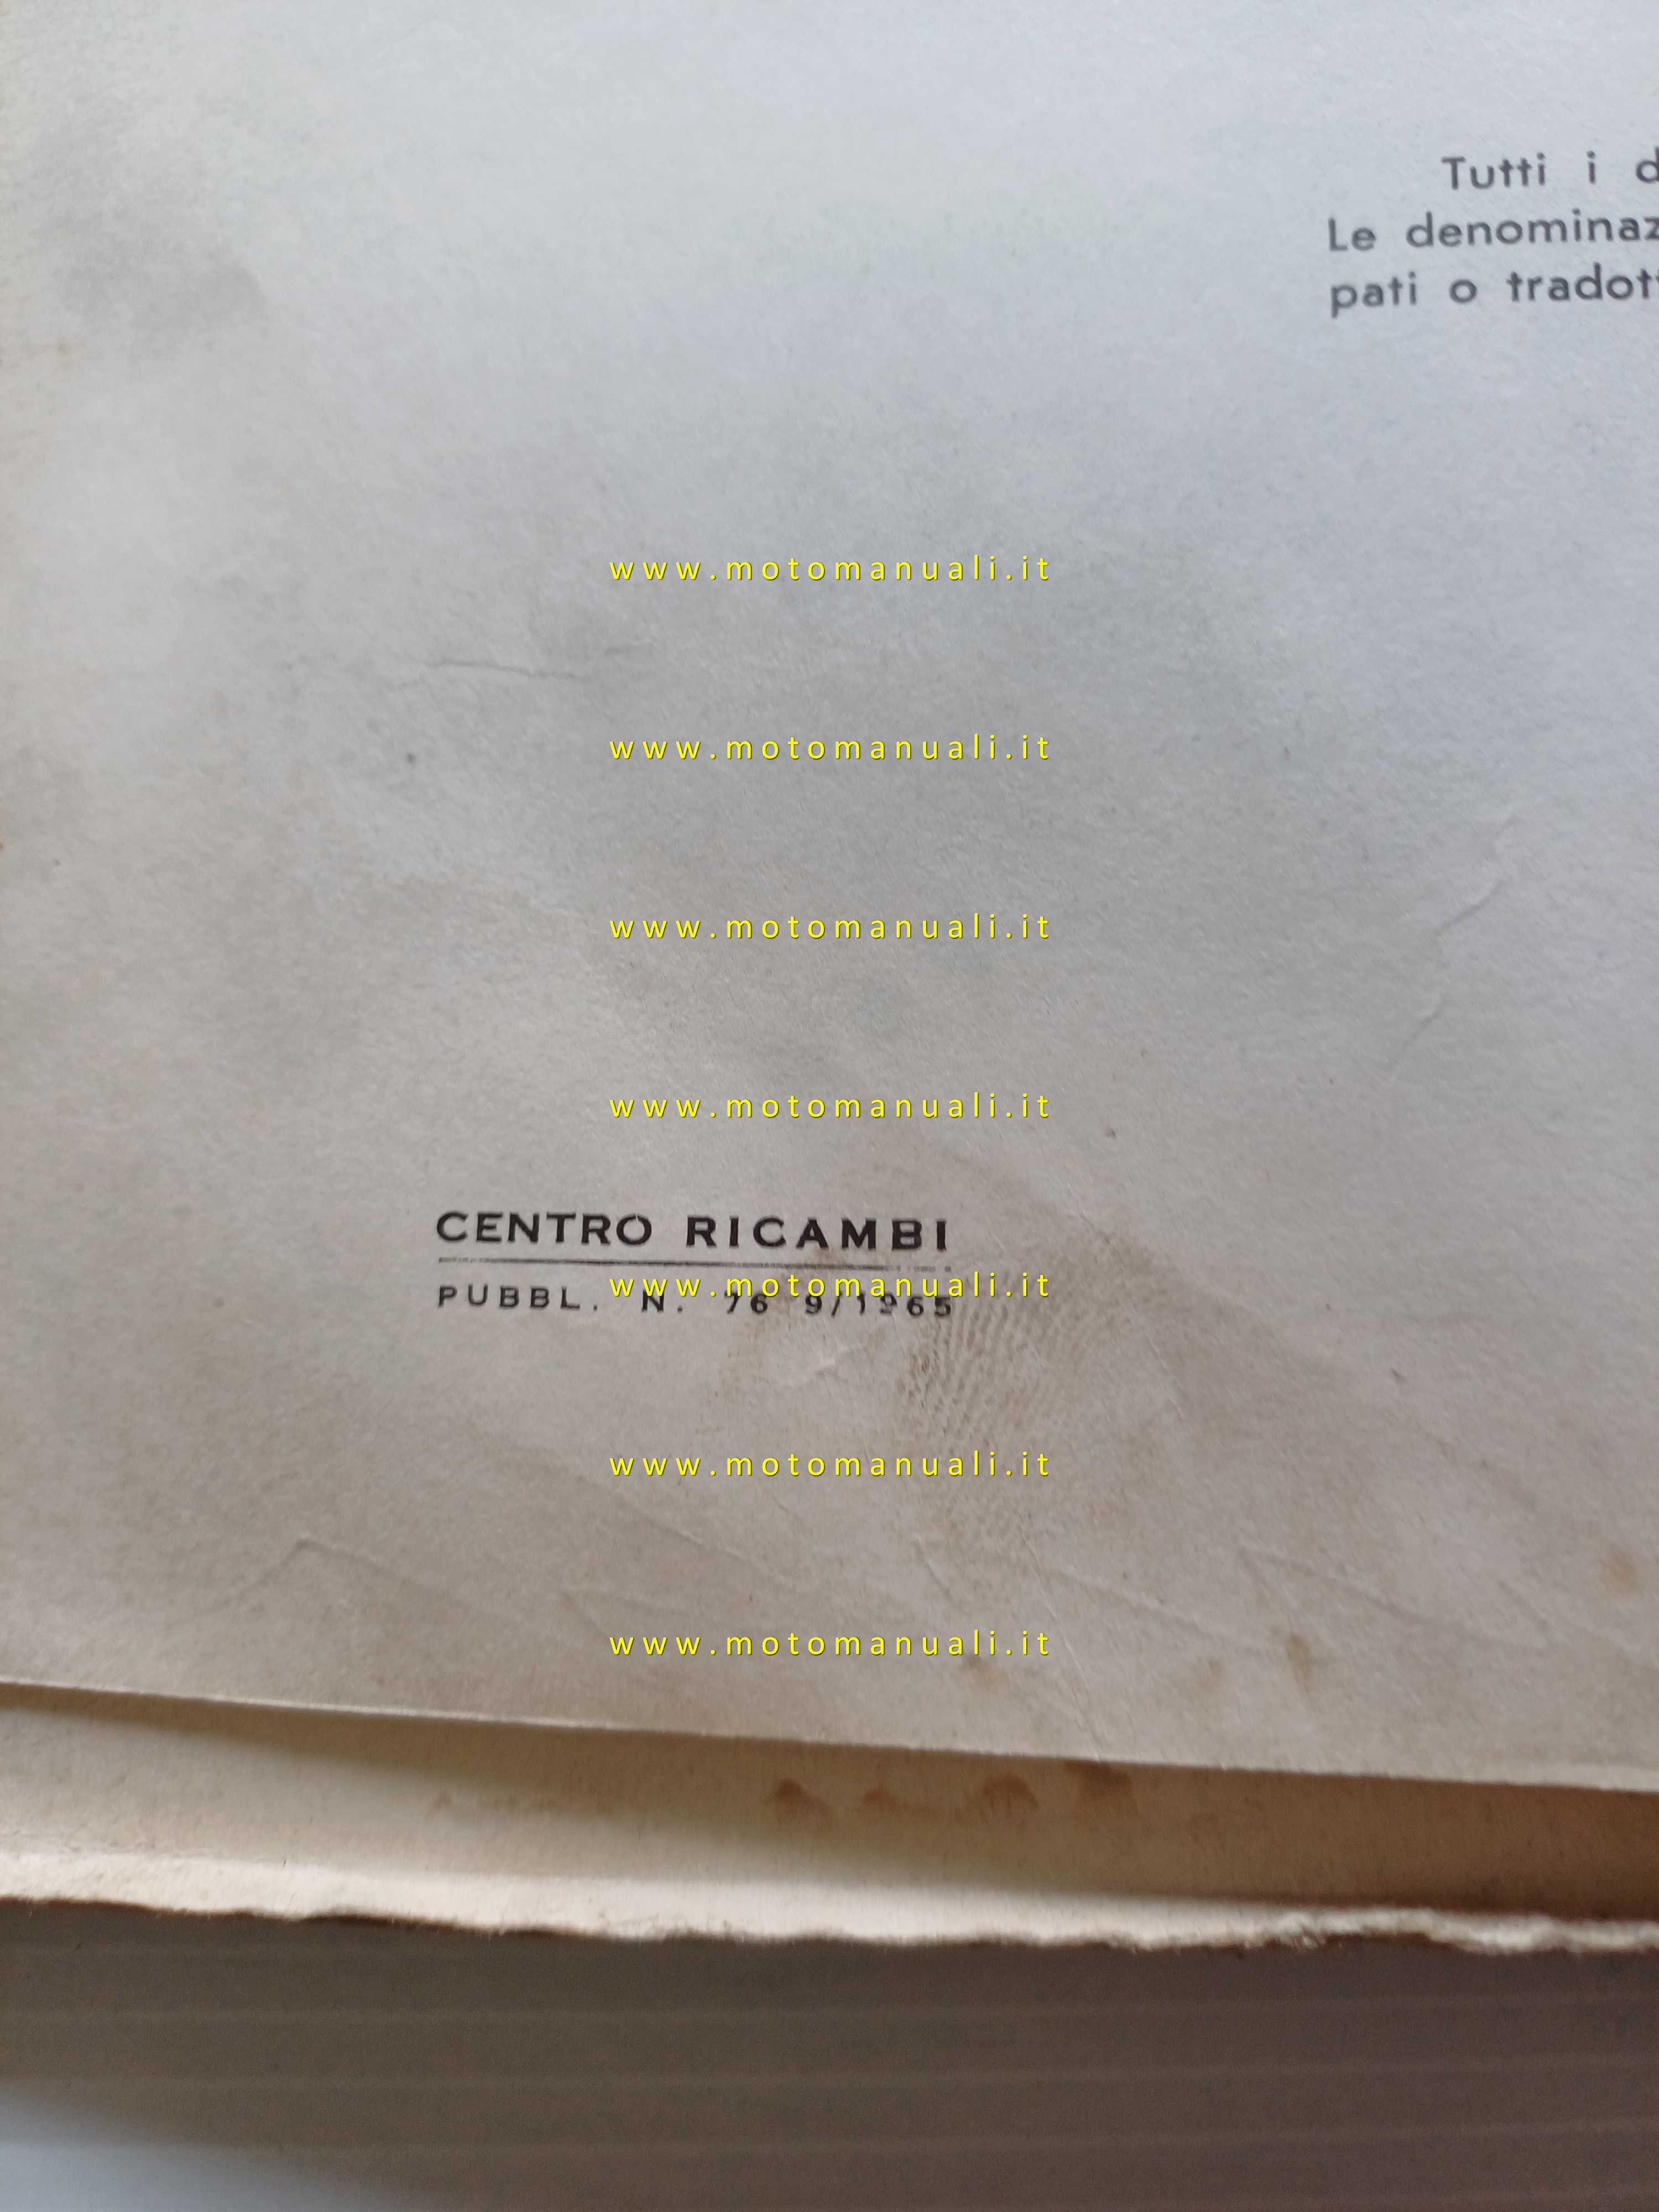 Tutti i d
Le denominaz
pati o tradott
www.motomanuali.it
www.motomanuali.it
www.motomanuali.it
www.motomanuali.it
CENTRO RICAMBI
www.motomanuali.it
PUBBL. N. 76 9/1965
www.motomanuali.it
www.motomanuali.it